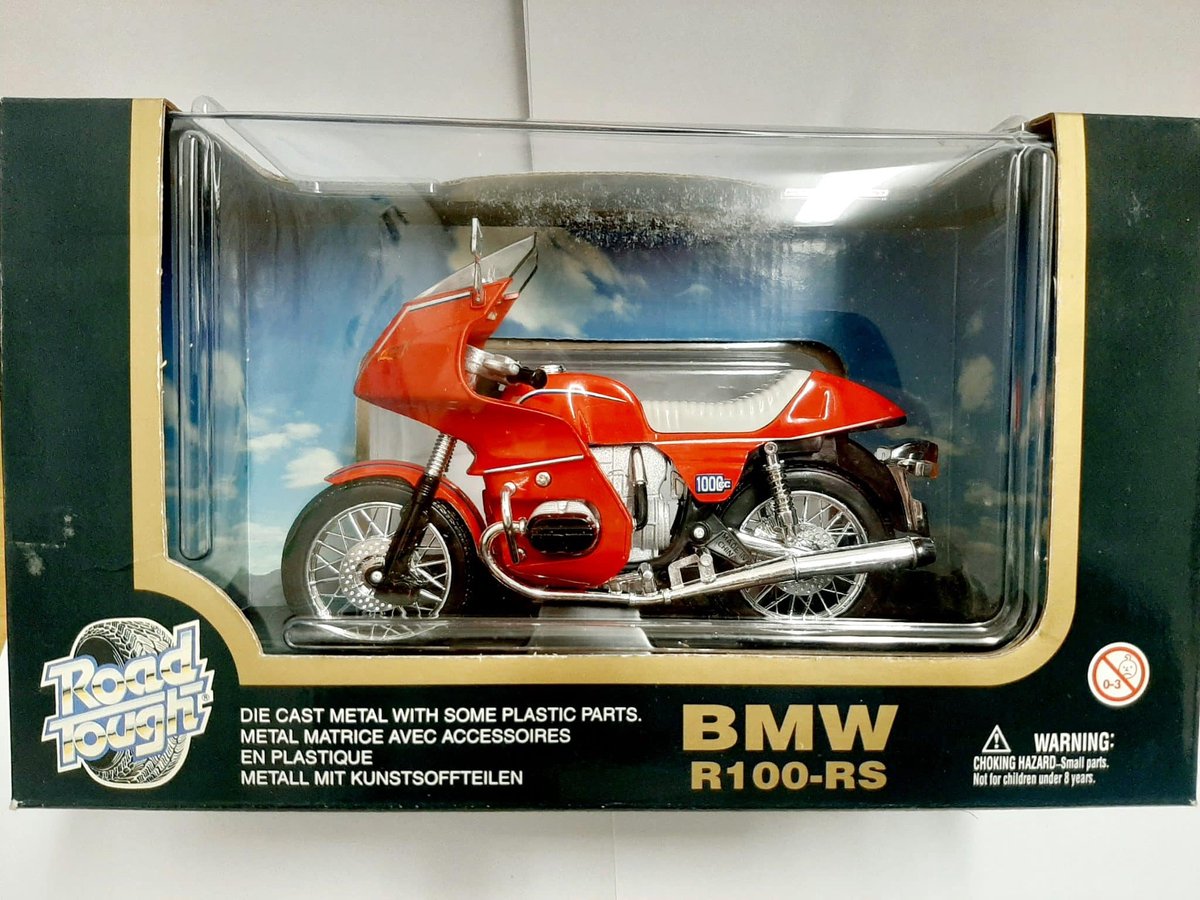 1000cc
CHINA
Road
Tough®
DIE CAST METAL WITH SOME PLASTIC PARTS.
METAL MATRICE AVEC ACCESSOIRES
EN PLASTIQUE
METALL MIT KUNSTSOFFTEILEN
BMW
R100-RS
0-3
WARNING:
CHOKING HAZARD–Small parts.
Not for children under 8 years.